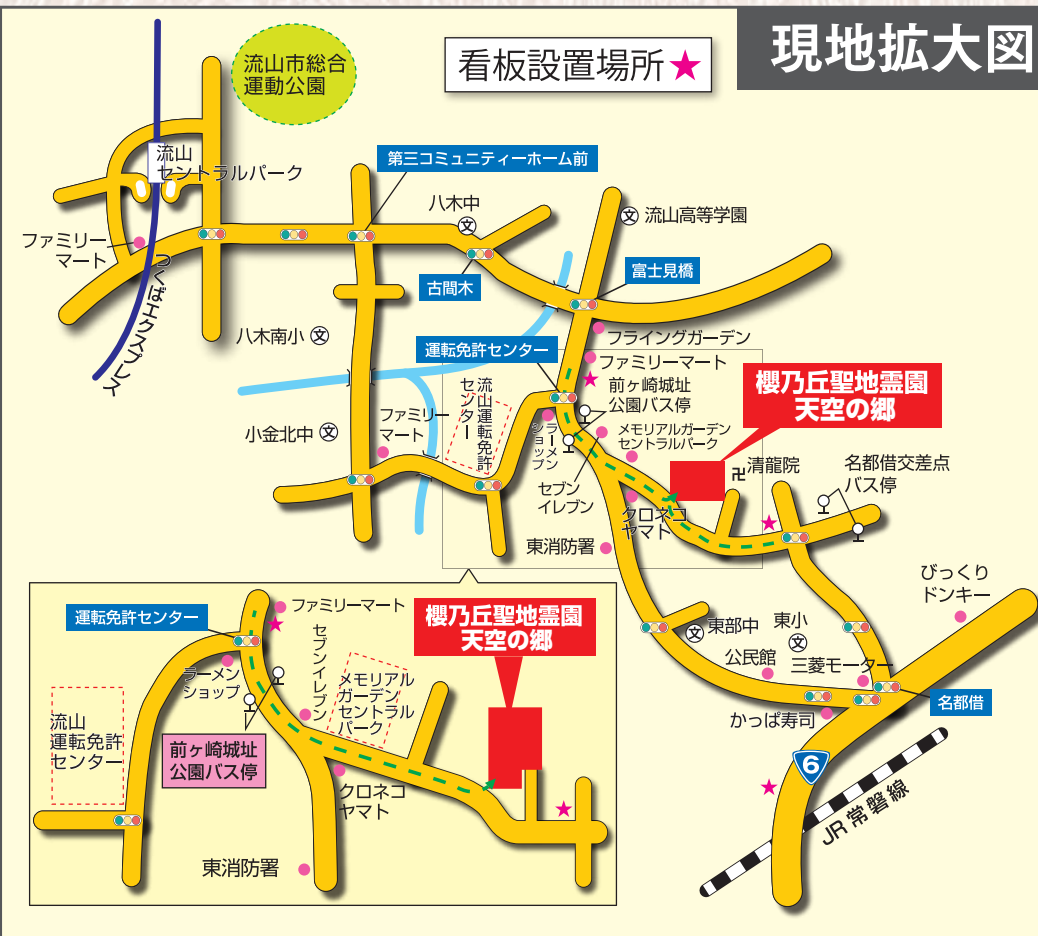 現地拡大図
看板設置場所★
流山市総合
運動公園
流山
セントラルパーク
第三コミュニティーホーム前
八木中
文
文
流山高等学園
ファミリー
マート
つくばエクスプレス
古間木
富士見橋
八木南小
文
フライングガーデン
運転免許センター
ファミリーマート
前ヶ崎城址
公園バス停
櫻乃丘聖地霊園
天空の郷
流山運転免許
センター
ファミリー
マート
小金北中
文
ラーメン
ショップ
メモリアルガーデン
セントラルパーク
卍
清龍院
名都借交差点
バス停
セブン
イレブン
クロネコ
ヤマト
東消防署
びっくり
ドンキー
文
東部中
東小
文
公民館
三菱モーター
かっぱ寿司
名都借
6
JR常磐線
運転免許センター
ファミリーマート
櫻乃丘聖地霊園
天空の郷
セブンイレブン
ラーメン
ショップ
メモリアル
ガーデン
セントラル
パーク
流山
運転免許
センター
前ヶ崎城址
公園バス停
クロネコ
ヤマト
東消防署